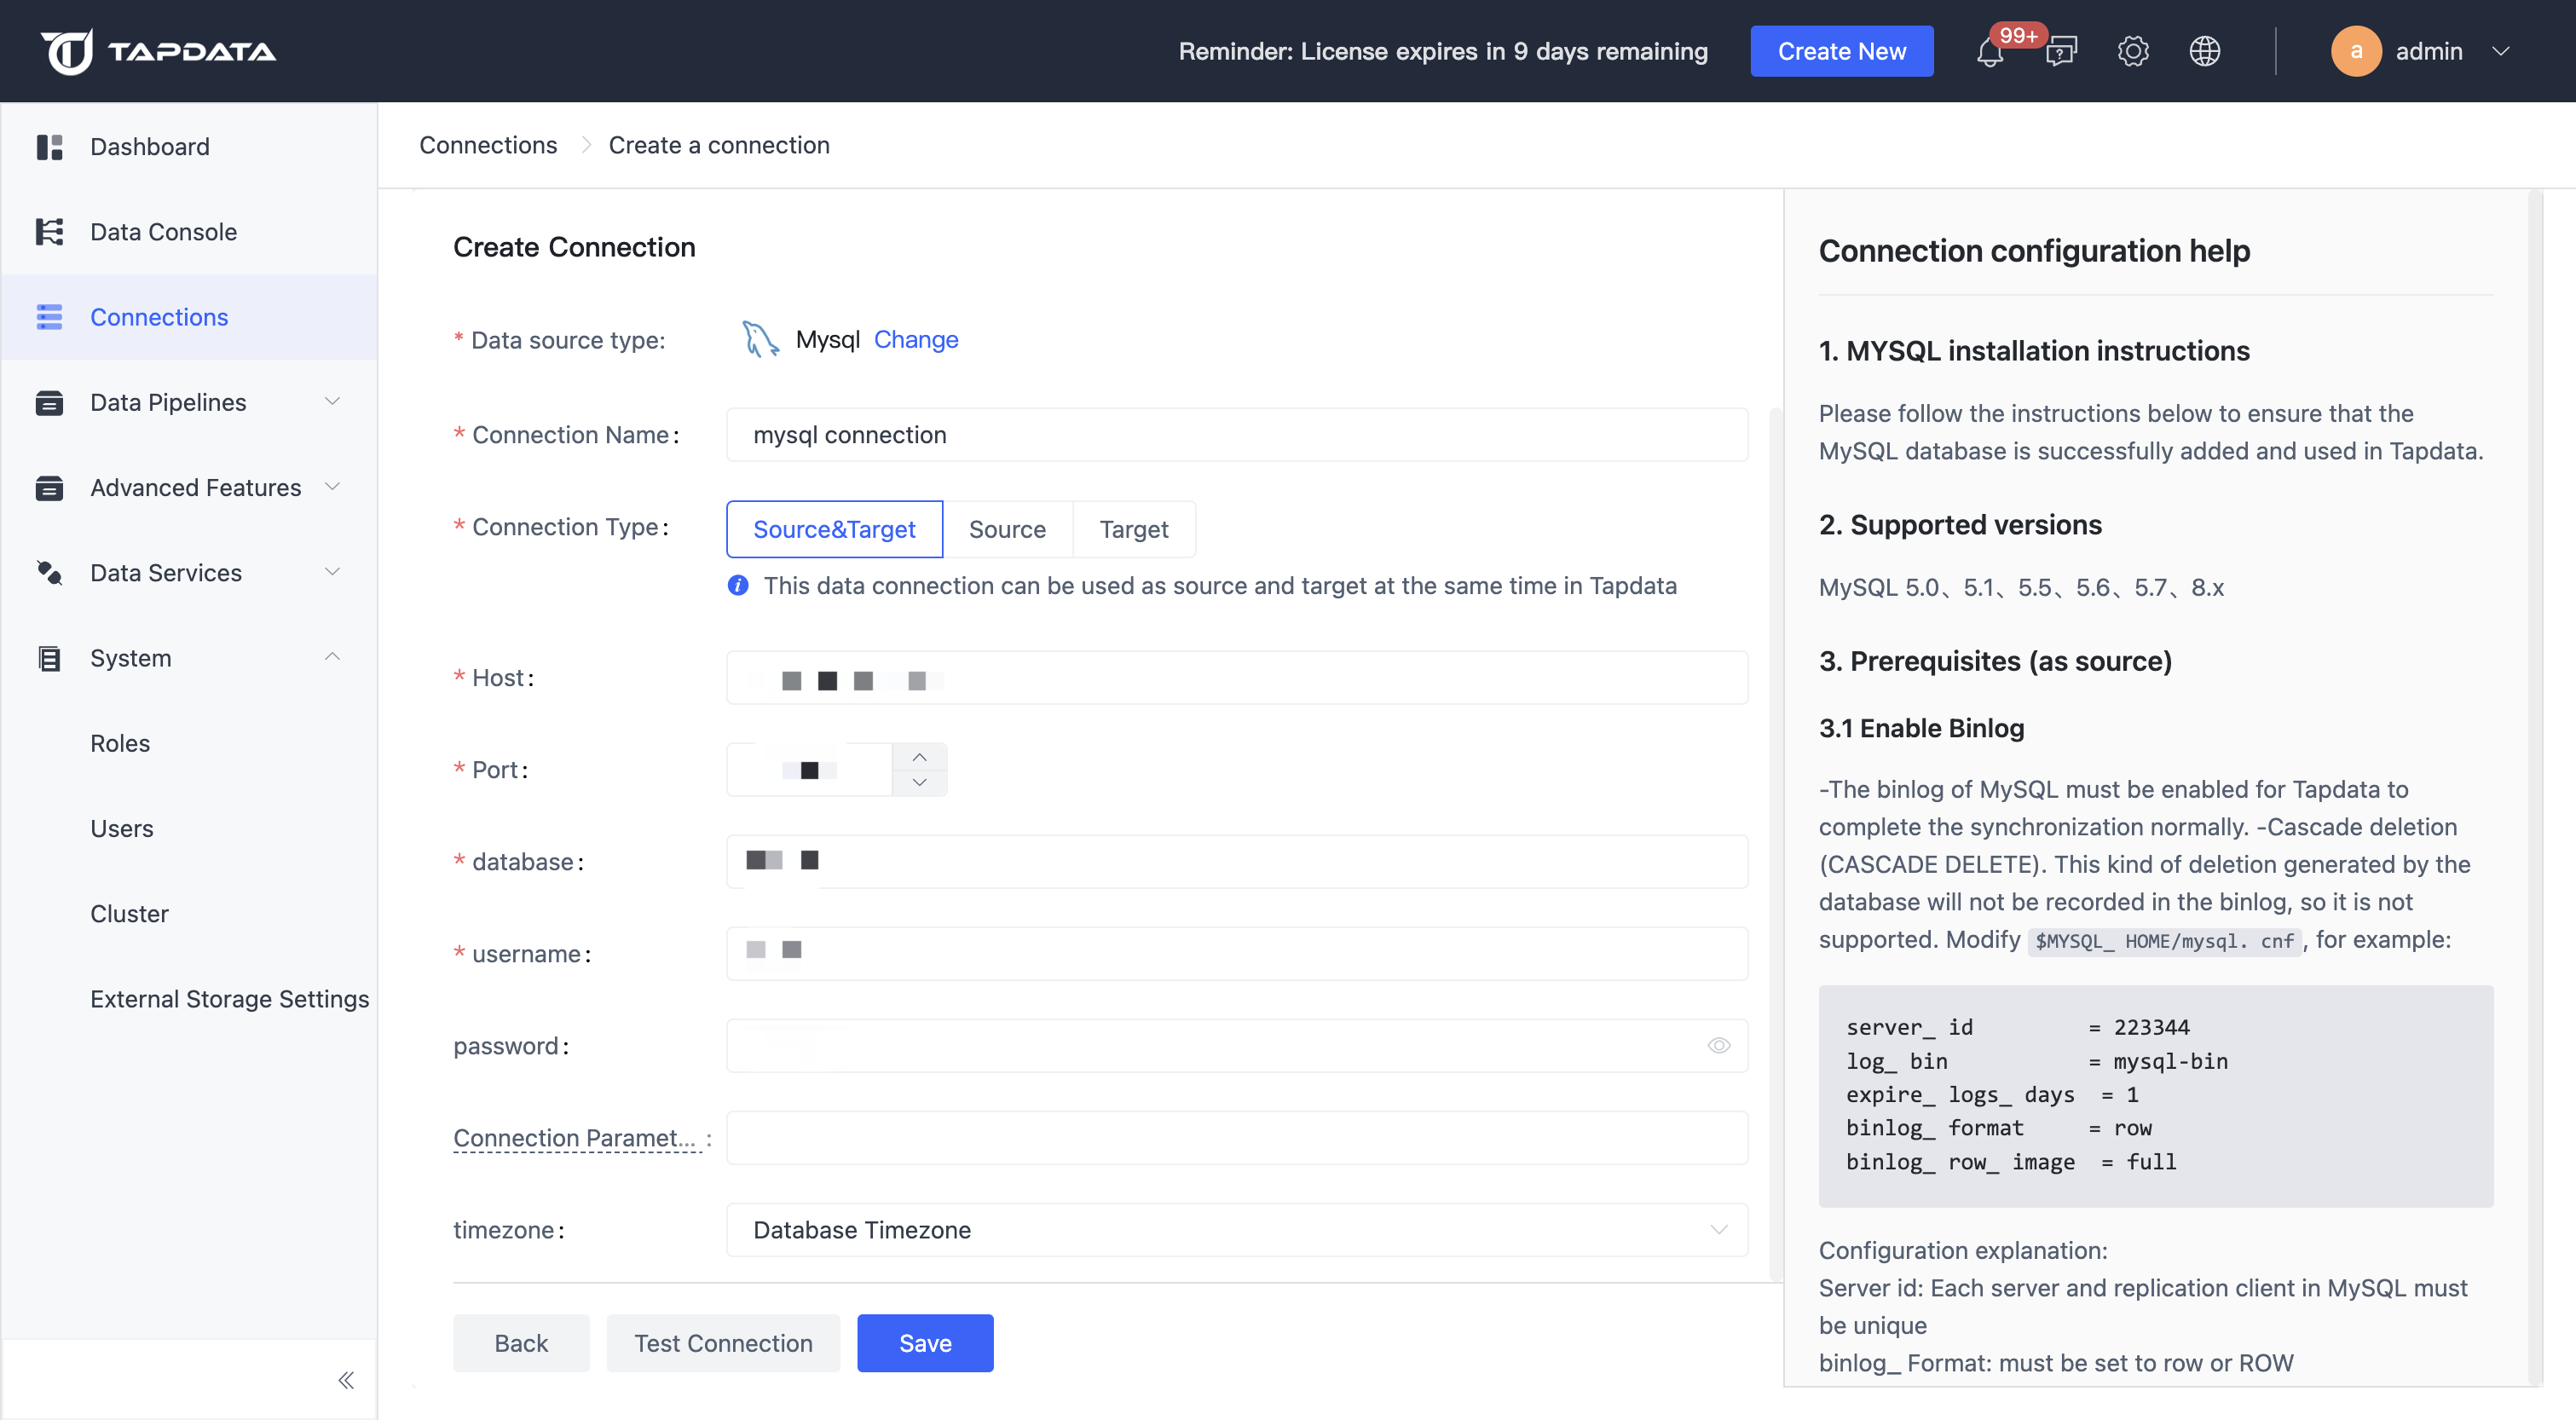 TAPDATA
Reminder: License expires in 9 days remaining
Create New
99+
a
admin
Dashboard
Data Console
Connections
Data Pipelines
Advanced Features
Data Services
System
Roles
Users
Cluster
External Storage Settings
Connections
Create a connection
Create Connection
* Data source type:
Mysql Change
* Connection Name:
mysql connection
* Connection Type:
Source&Target
Source
Target
This data connection can be used as source and target at the same time in Tapdata
* Host:
* Port:
* database:
* username:
password:
Connection Paramet... :
timezone:
Database Timezone
Back
Test Connection
Save
Connection configuration help
1. MYSQL installation instructions
Please follow the instructions below to ensure that the
MySQL database is successfully added and used in Tapdata.
2. Supported versions
MySQL 5.0、5.1、5.5、5.6、5.7、8.x
3. Prerequisites (as source)
3.1 Enable Binlog
-The binlog of MySQL must be enabled for Tapdata to
complete the synchronization normally. -Cascade deletion
(CASCADE DELETE). This kind of deletion generated by the
database will not be recorded in the binlog, so it is not
supported. Modify $MYSQL_ HOME/mysql. cnf, for example:
server_ id = 223344
log_ bin = mysql-bin
expire_ logs_ days = 1
binlog_ format = row
binlog_ row_ image = full
Configuration explanation:
Server id: Each server and replication client in MySQL must
be unique
binlog_ Format: must be set to row or ROW